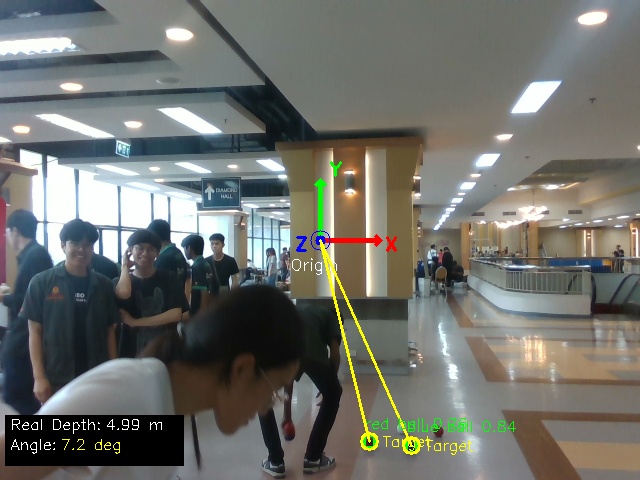 DIAMOND
HALL
Y
Z
X
Origin
0.84
Target
Target
Real Depth: 4.99 m
Angle: 7.2 deg